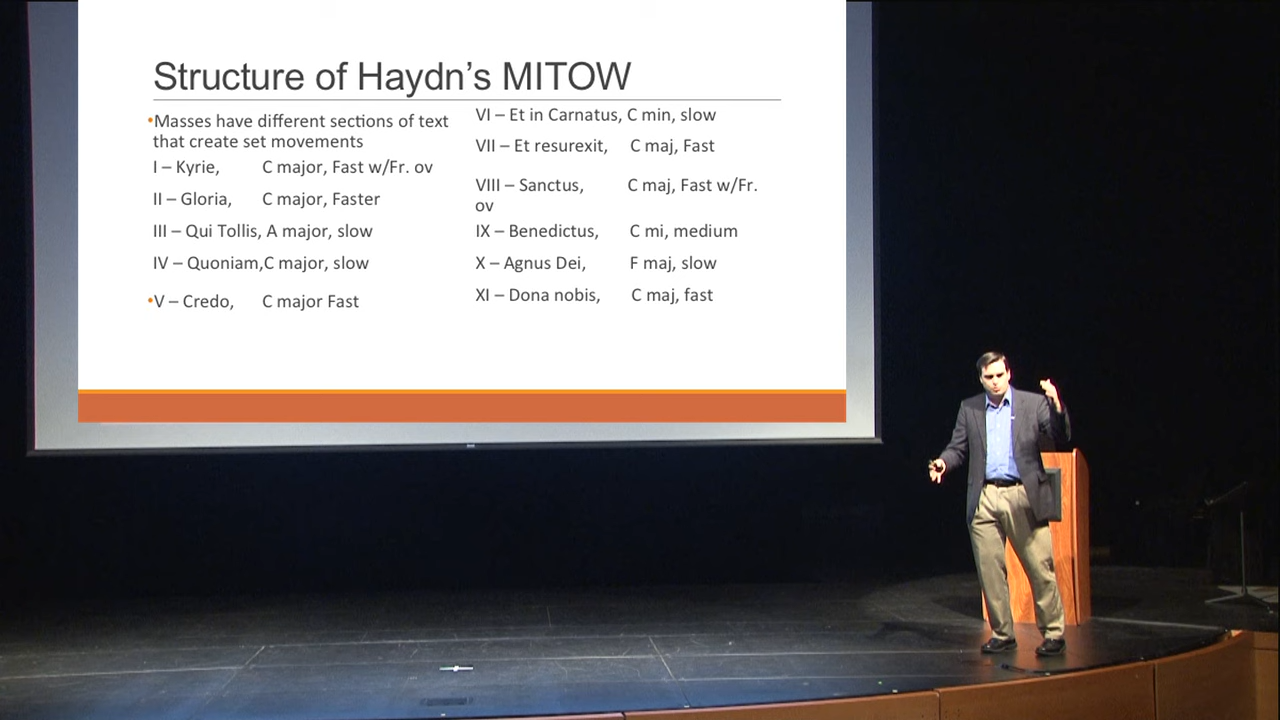 Structure of Haydn’s MITOW
•Masses have different sections of text
that create set movements
I – Kyrie, C major, Fast w/Fr. ov
II – Gloria, C major, Faster
III – Qui Tollis, A major, slow
IV – Quoniam,C major, slow
•V – Credo, C major Fast
VI – Et in Carnatus, C min, slow
VII – Et resurexit, C maj, Fast
VIII – Sanctus, C maj, Fast w/Fr.
ov
IX – Benedictus, C mi, medium
X – Agnus Dei, F maj, slow
XI – Dona nobis, C maj, fast